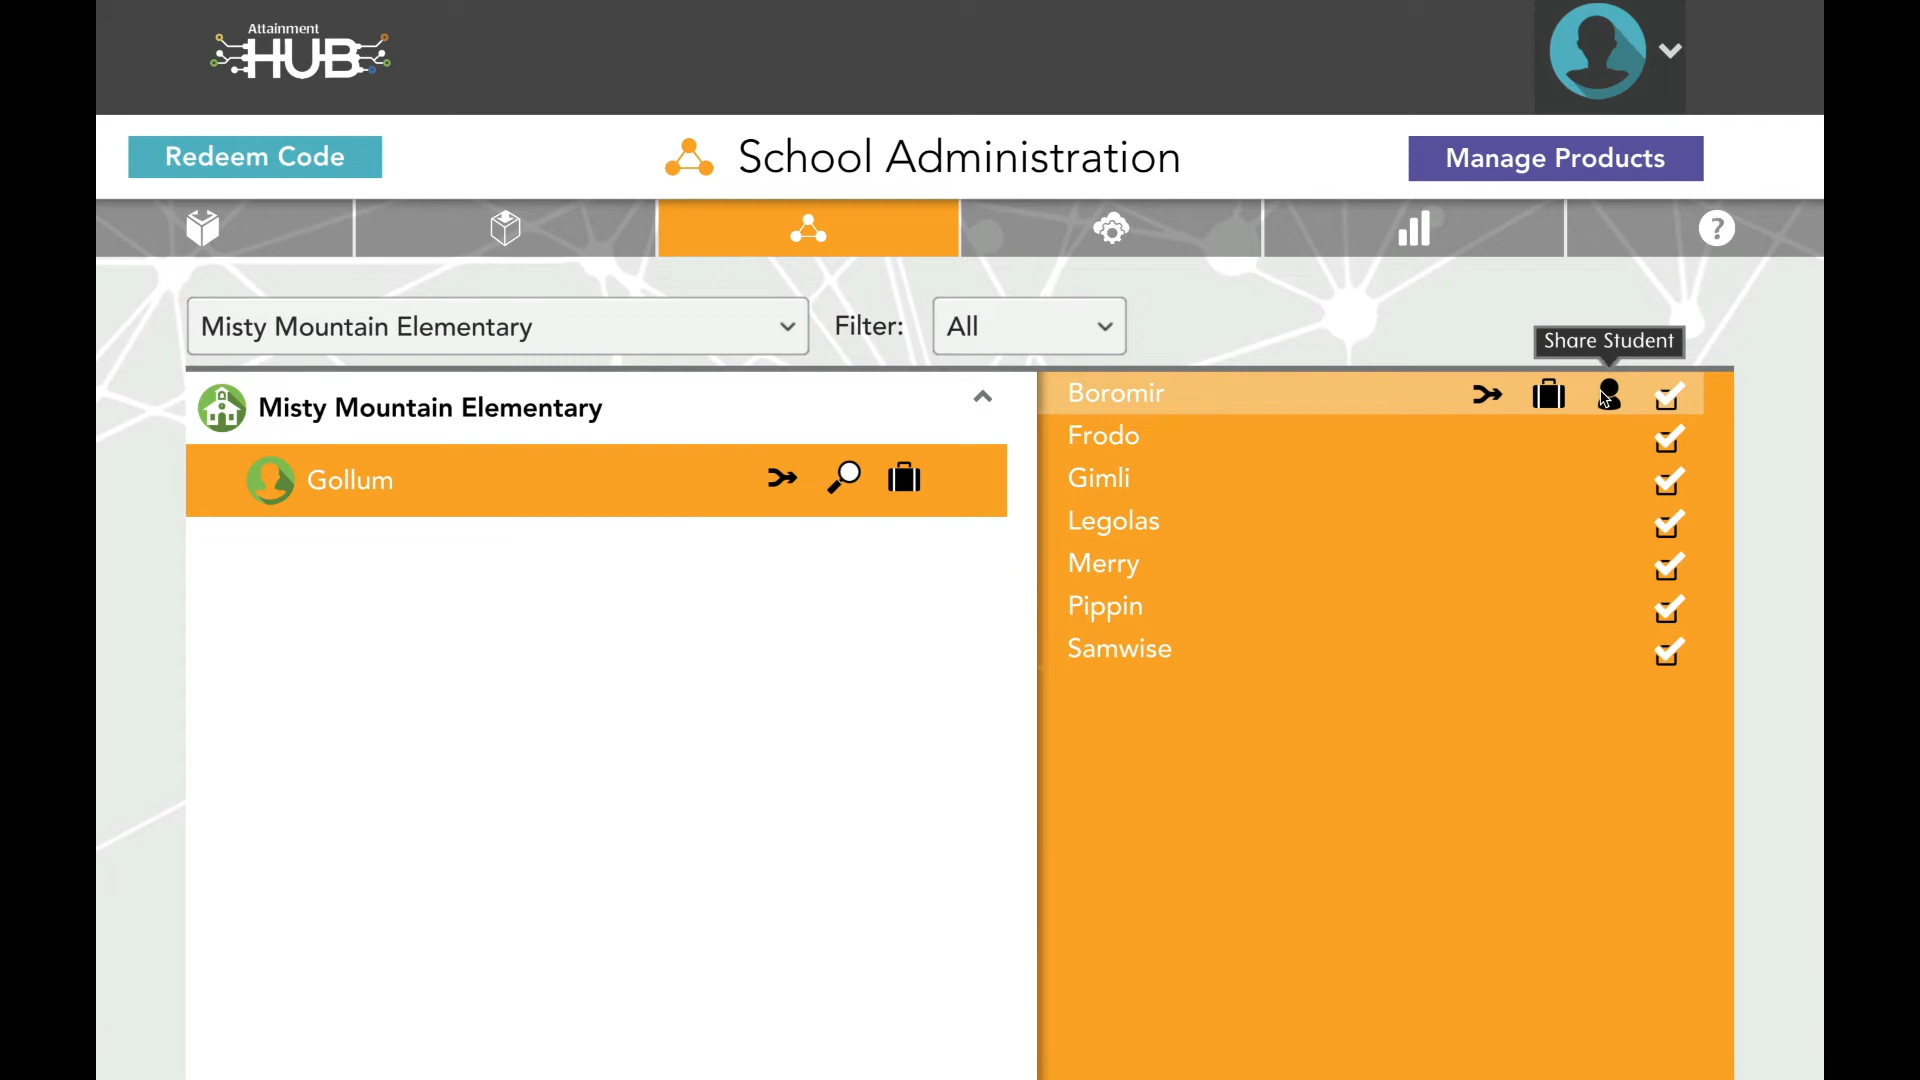 Attainment
HUB
Redeem Code
School Administration
Manage Products
?
Misty Mountain Elementary
Filter:
All
Share Student
Misty Mountain Elementary
Gollum
Boromir
Frodo
Gimli
Legolas
Merry
Pippin
Samwise